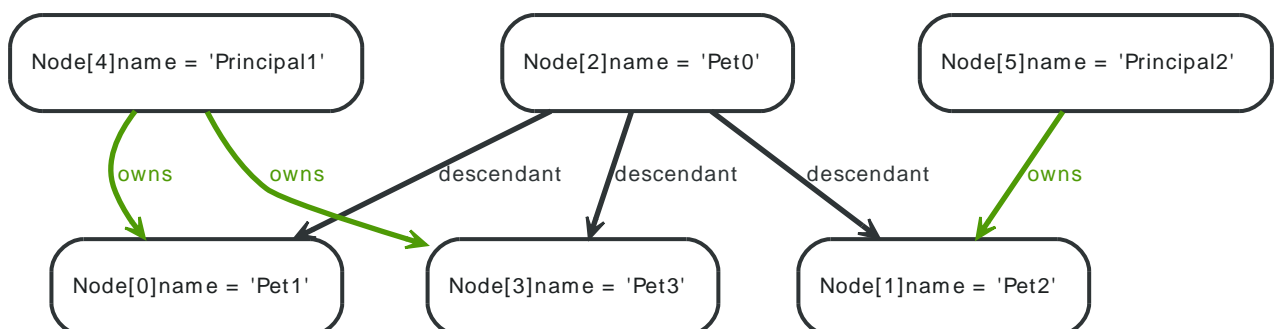 Node[4]name = 'Principal1'
Node[2]name = 'Pet0'
Node[5]name = 'Principal2'
owns
owns
descendant
descendant
descendant
owns
Node[0]name = 'Pet1'
Node[3]name = 'Pet3'
Node[1]name = 'Pet2'